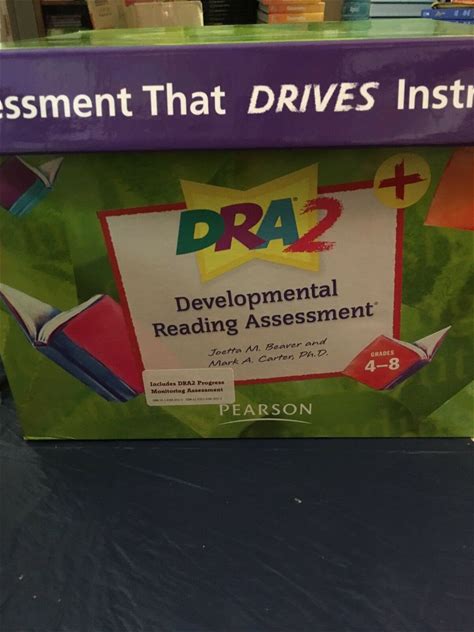 essment That DRIVES Instr
+
DRA2
Developmental
Reading Assessment®
Joetta M. Beaver and
Mark A. Carter, Ph.D.
GRADES
4–8
Includes DRA2 Progress
Monitoring Assessment
PEARSON